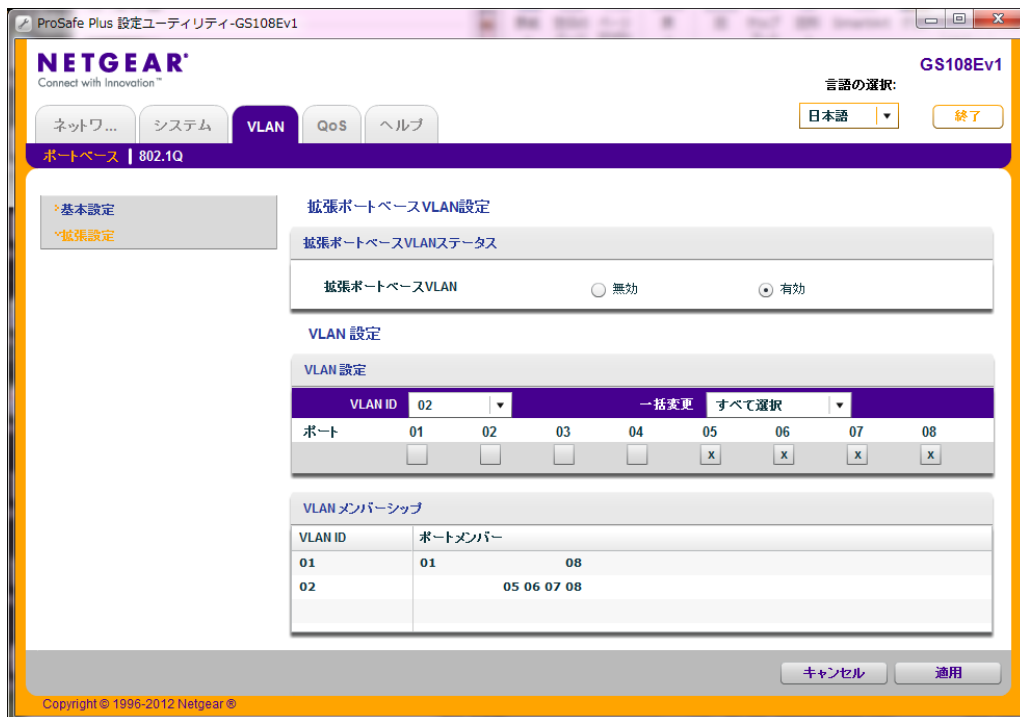 ProSafe Plus 設定ユーティリティ-GS108Ev1
NETGEAR®
Connect with Innovation™
GS108Ev1
言語の選択:
日本語
終了
ネットワ...
システム
VLAN
QoS
ヘルプ
ポートベース | 802.1Q
基本設定
拡張設定
拡張ポートベースVLAN設定
拡張ポートベースVLANステータス
拡張ポートベースVLAN 無効 有効
VLAN 設定
VLAN 設定
VLAN ID 02 一括変更 すべて選択
ポート 01 02 03 04 05 06 07 08
x x x x
VLAN メンバーシップ
VLAN ID ポートメンバー
01 01 08
02 05 06 07 08
キャンセル 適用
Copyright © 1996-2012 Netgear ®